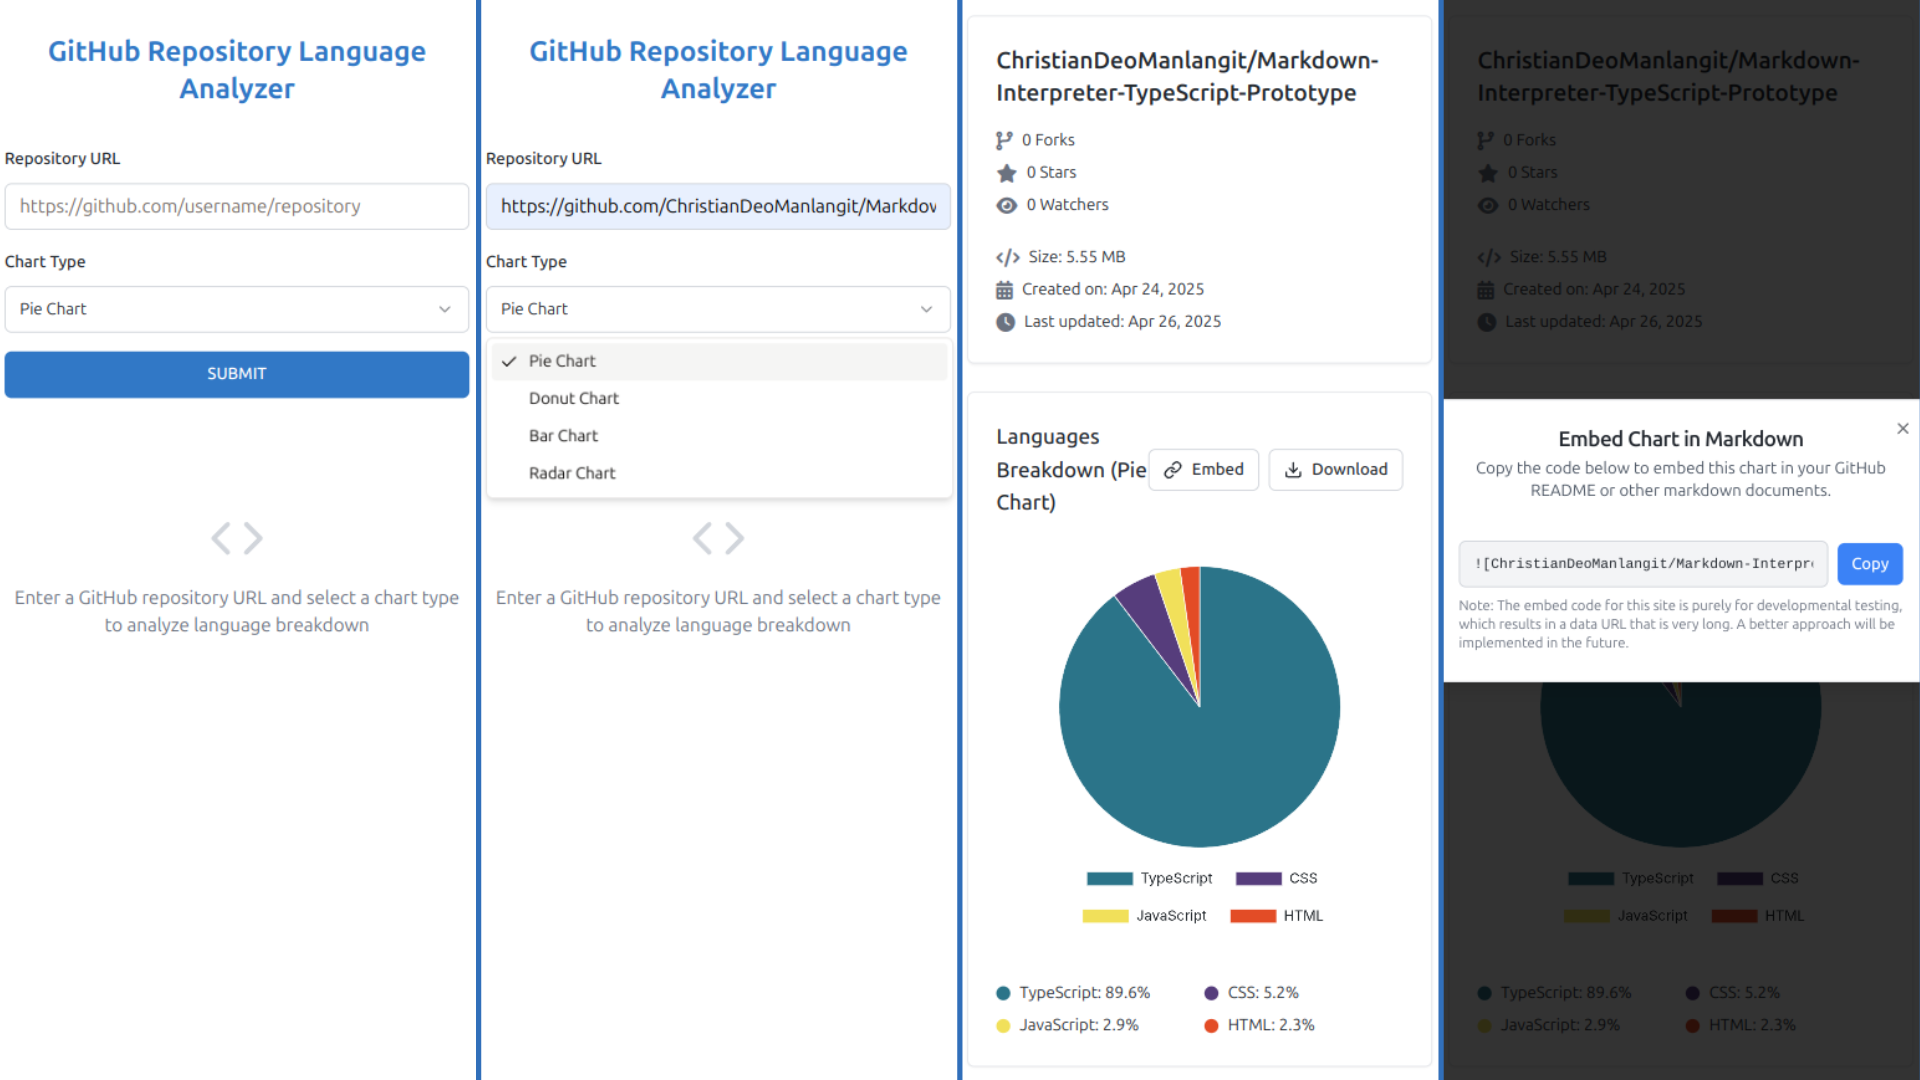 GitHub Repository Language
Analyzer
Repository URL
https://github.com/username/repository
Chart Type
Pie Chart
SUBMIT
Enter a GitHub repository URL and select a chart type
to analyze language breakdown
GitHub Repository Language
Analyzer
Repository URL
https://github.com/ChristianDeoManlangit/Markdov
Chart Type
Pie Chart
Pie Chart
Donut Chart
Bar Chart
Radar Chart
Enter a GitHub repository URL and select a chart type
to analyze language breakdown
ChristianDeoManlangit/Markdown-
Interpreter-TypeScript-Prototype
0 Forks
0 Stars
0 Watchers
Size: 5.55 MB
Created on: Apr 24, 2025
Last updated: Apr 26, 2025
Languages
Breakdown (Pie
Chart)
Embed
Download
TypeScript
CSS
JavaScript
HTML
TypeScript: 89.6%
CSS: 5.2%
JavaScript: 2.9%
HTML: 2.3%
ChristianDeoManlangit/Markdown-
Interpreter-TypeScript-Prototype
0 Forks
0 Stars
0 Watchers
Size: 5.55 MB
Created on: Apr 24, 2025
Last updated: Apr 26, 2025
Embed Chart in Markdown
Copy the code below to embed this chart in your GitHub
README or other markdown documents.
![ChristianDeoManlangit/Markdown-Interpr
Copy
Note: The embed code for this site is purely for developmental testing,
which results in a data URL that is very long. A better approach will be
implemented in the future.
TypeScript
CSS
JavaScript
HTML
TypeScript: 89.6%
CSS: 5.2%
JavaScript: 2.9%
HTML: 2.3%